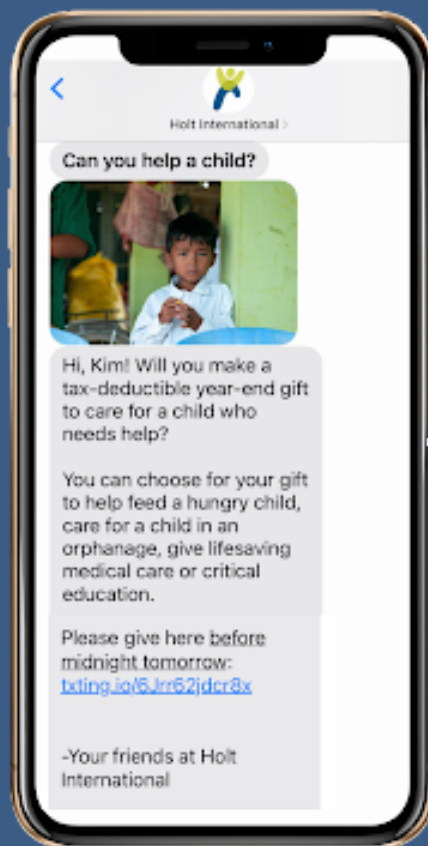 Holt International >
Can you help a child?
Hi, Kim! Will you make a
tax-deductible year-end gift
to care for a child who
needs help?
You can choose for your gift
to help feed a hungry child,
care for a child in an
orphanage, give lifesaving
medical care or critical
education.
Please give here before
midnight tomorrow:
txting.io/6Jrr62jdcr8x
-Your friends at Holt
International